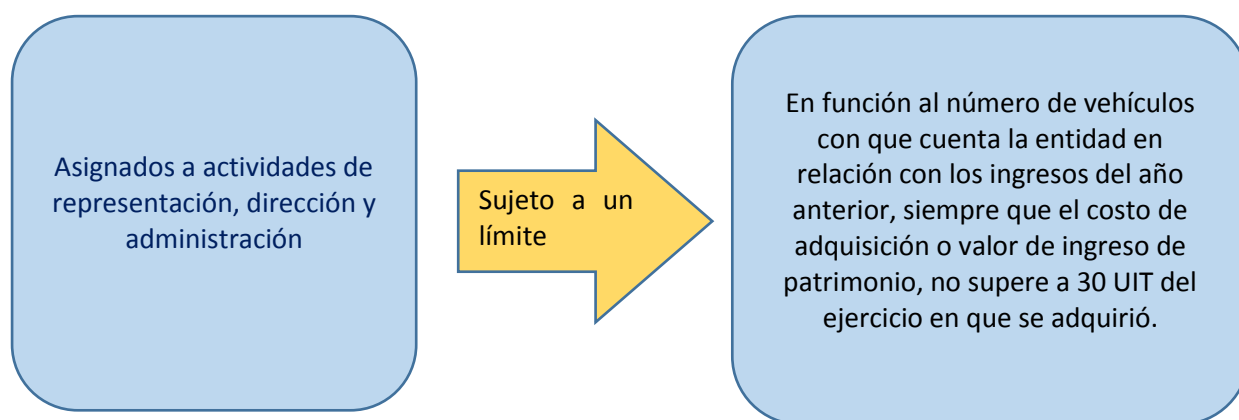 Asignados a actividades de
representación, dirección y
administración
Sujeto a un
límite
En función al número de vehículos
con que cuenta la entidad en
relación con los ingresos del año
anterior, siempre que el costo de
adquisición o valor de ingreso de
patrimonio, no supere a 30 UIT del
ejercicio en que se adquirió.